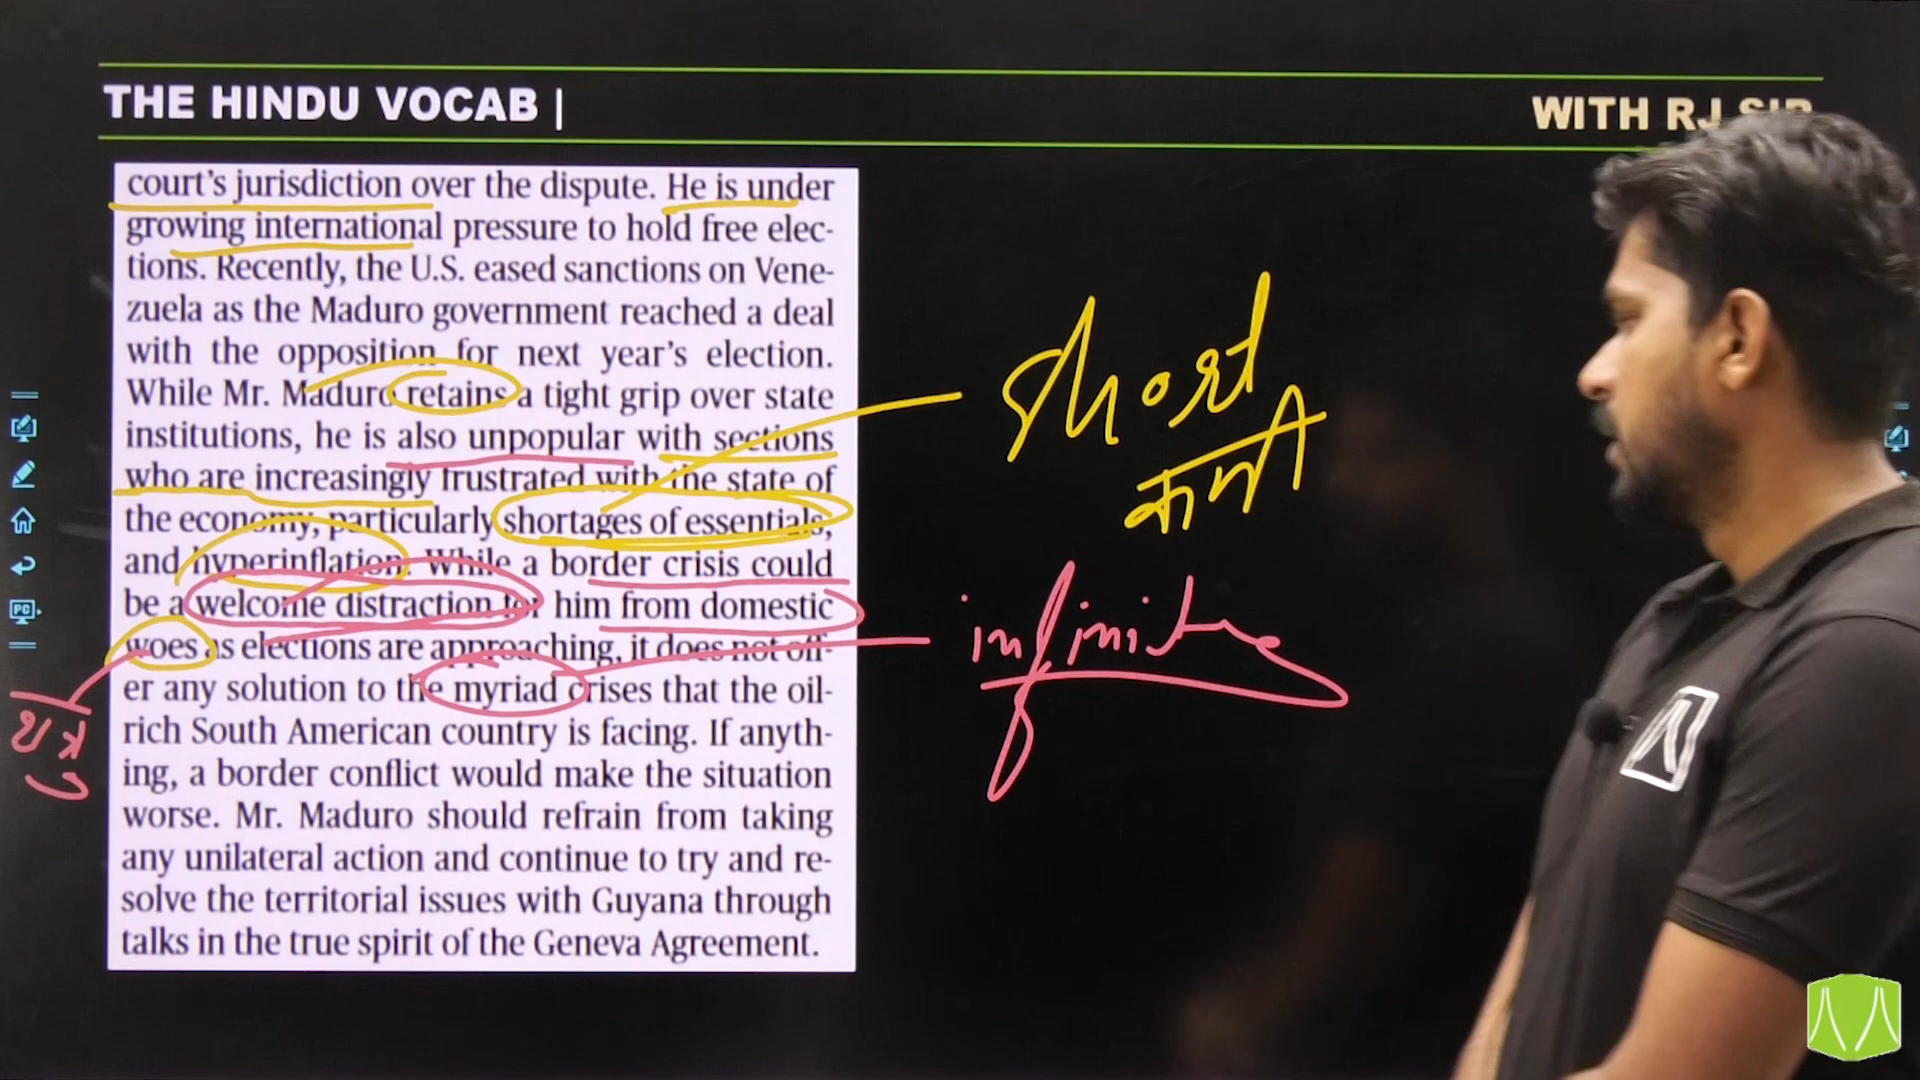 THE HINDU VOCAB |
WITH RJ SIR
court's jurisdiction over the dispute. He is under
growing international pressure to hold free elec-
tions. Recently, the U.S. eased sanctions on Vene-
zuela as the Maduro government reached a deal
with the opposition for next year's election.
While Mr. Maduro retains a tight grip over state
institutions, he is also unpopular with sections
who are increasingly frustrated with the state of
the economy, particularly shortages of essentials,
and hyperinflation. While a border crisis could
be a welcome distraction for him from domestic
woes as elections are approaching, it does not off-
er any solution to the myriad crises that the oil-
rich South American country is facing. If anyth-
ing, a border conflict would make the situation
worse. Mr. Maduro should refrain from taking
any unilateral action and continue to try and re-
solve the territorial issues with Guyana through
talks in the true spirit of the Geneva Agreement.
short
infinite
PC